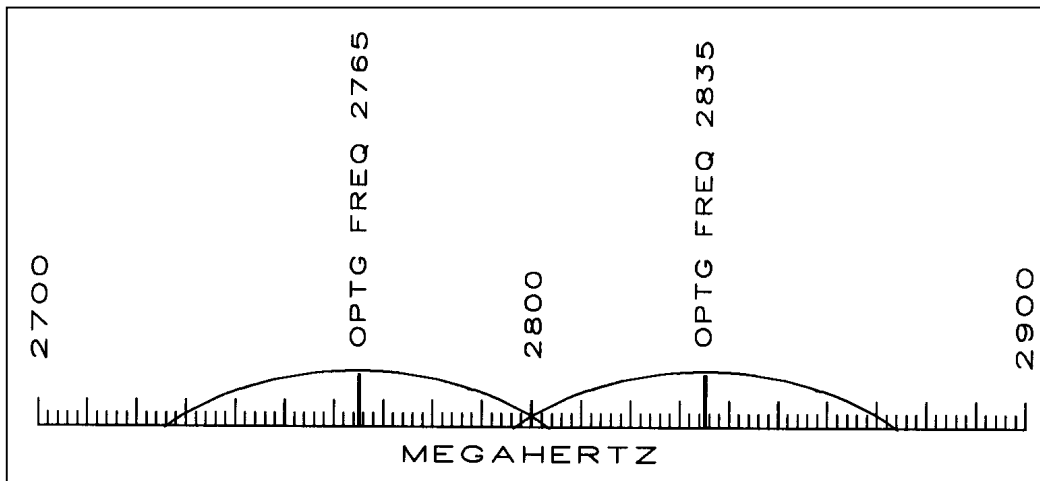 2700
OPTG FREQ 2765
2800
OPTG FREQ 2835
2900
MEGAHERTZ